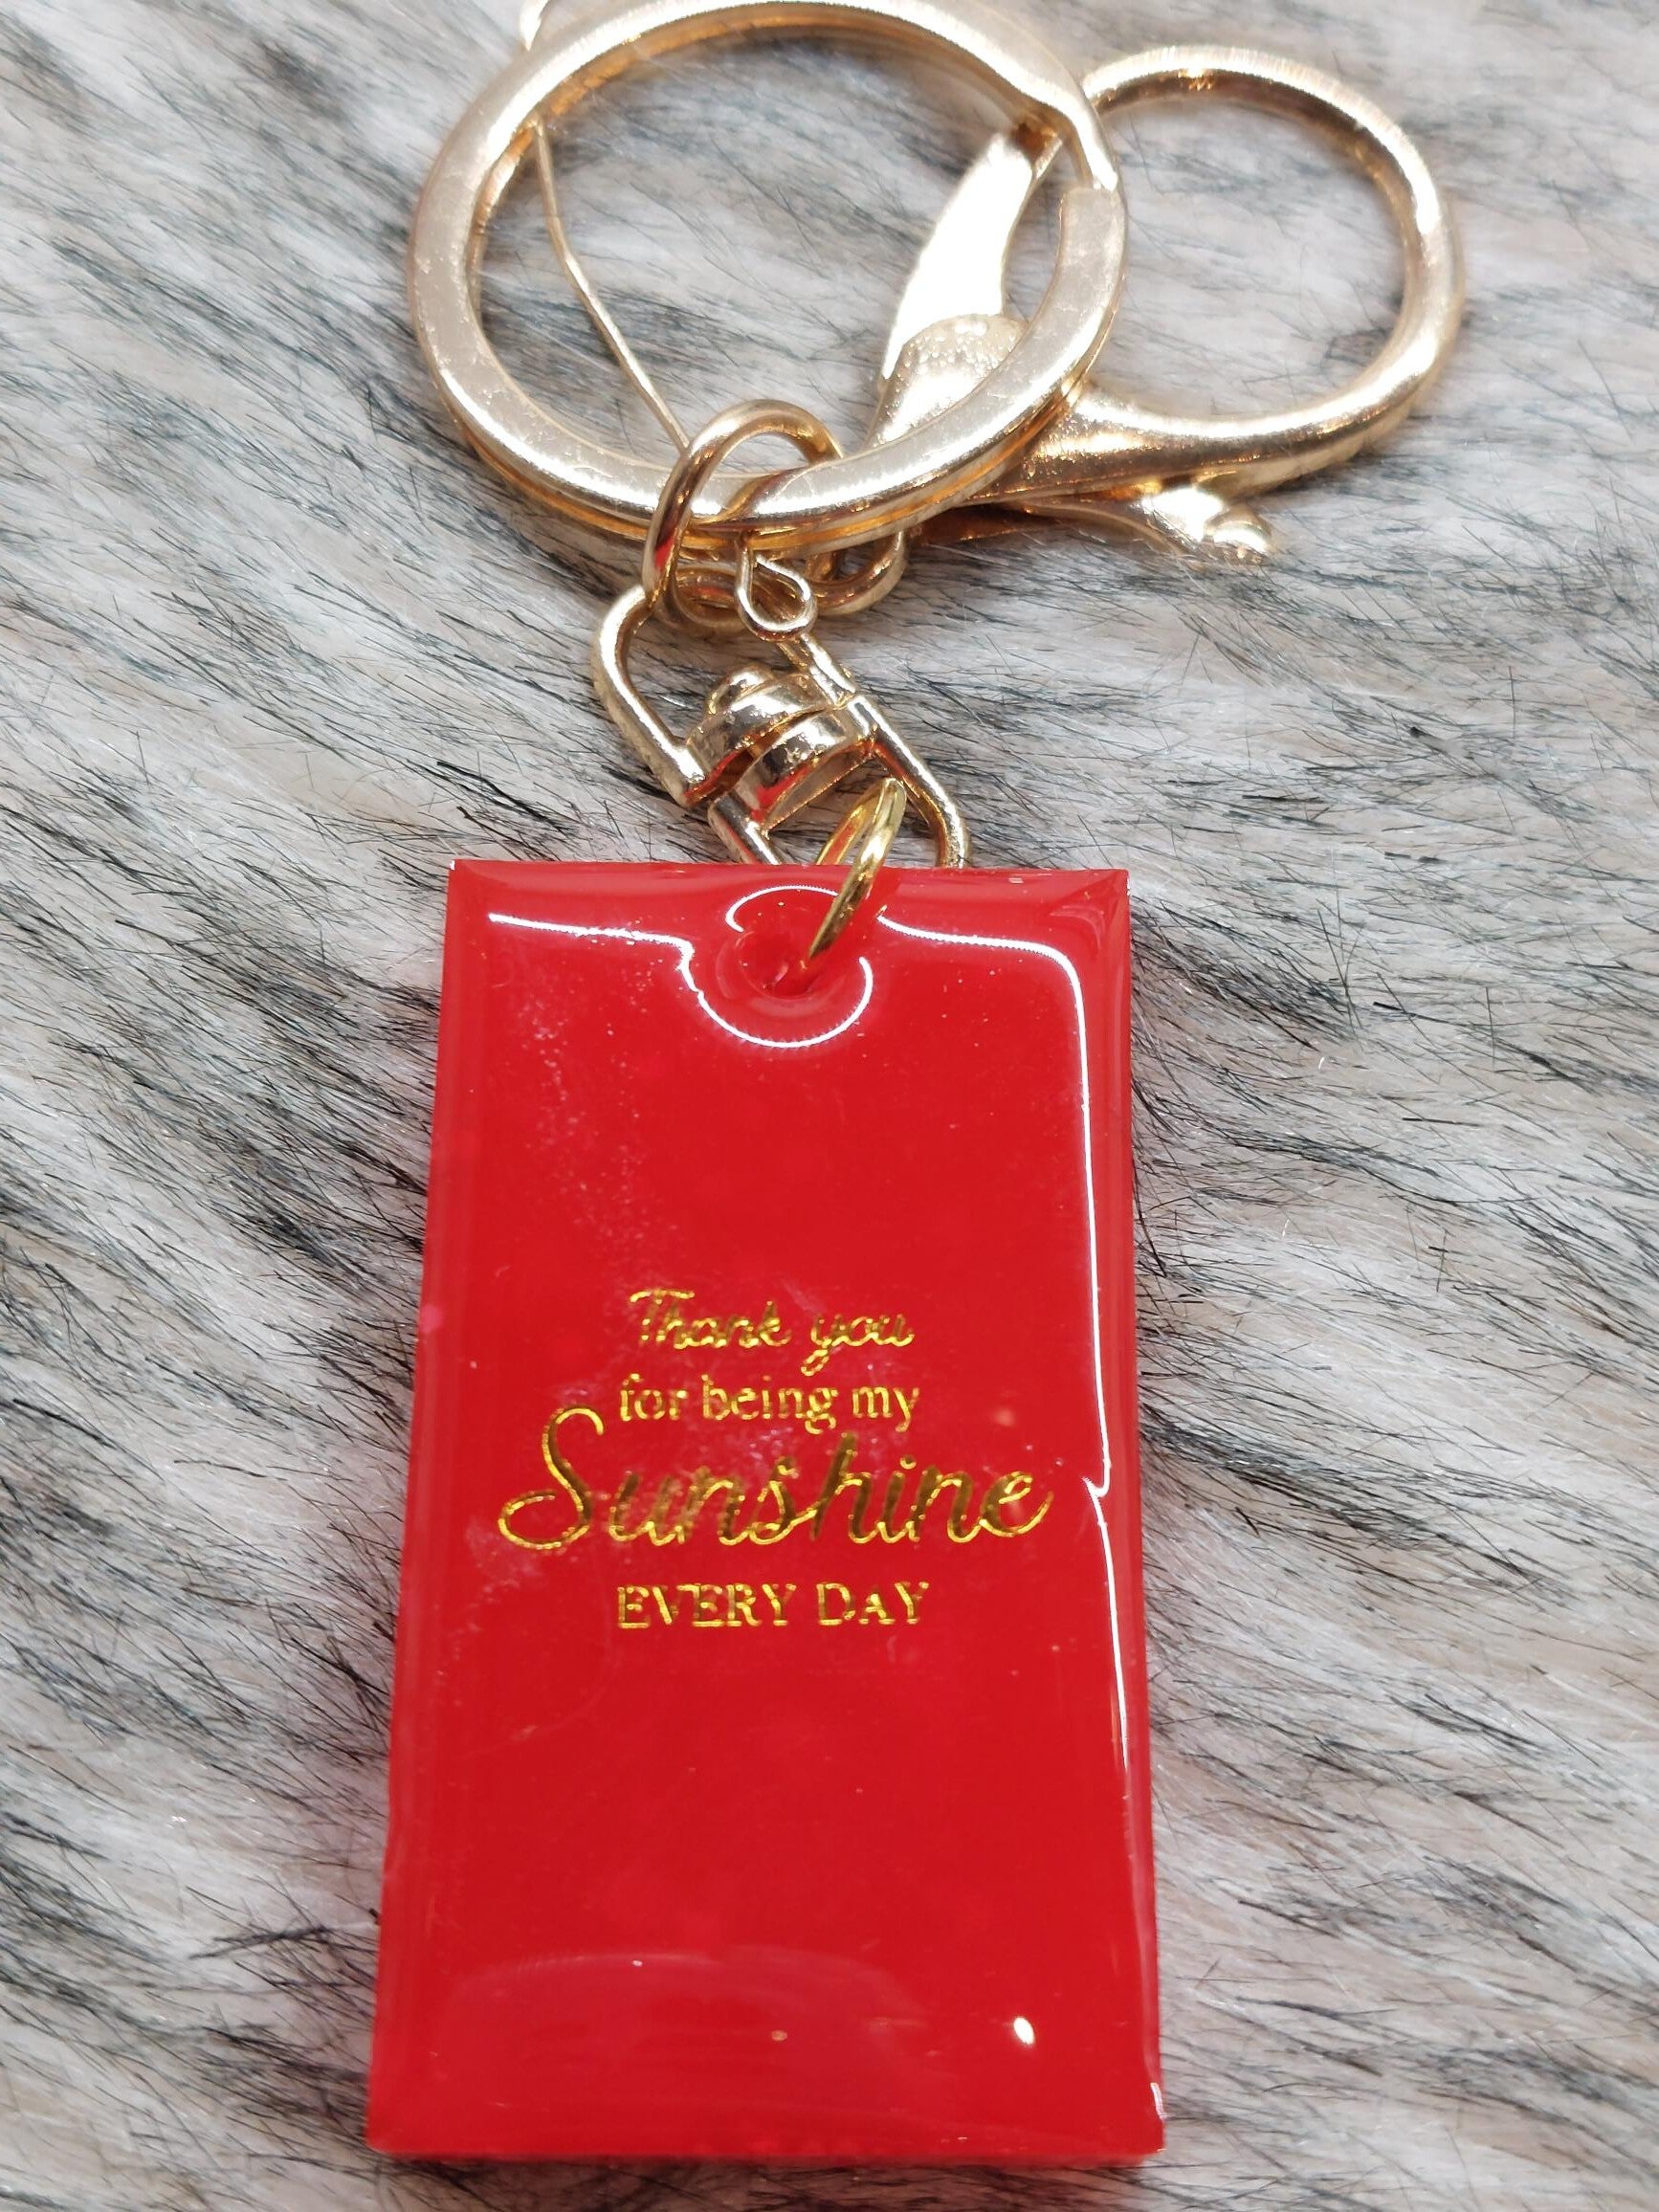 Thank you
for being my
Sunshine
EVERY DAY